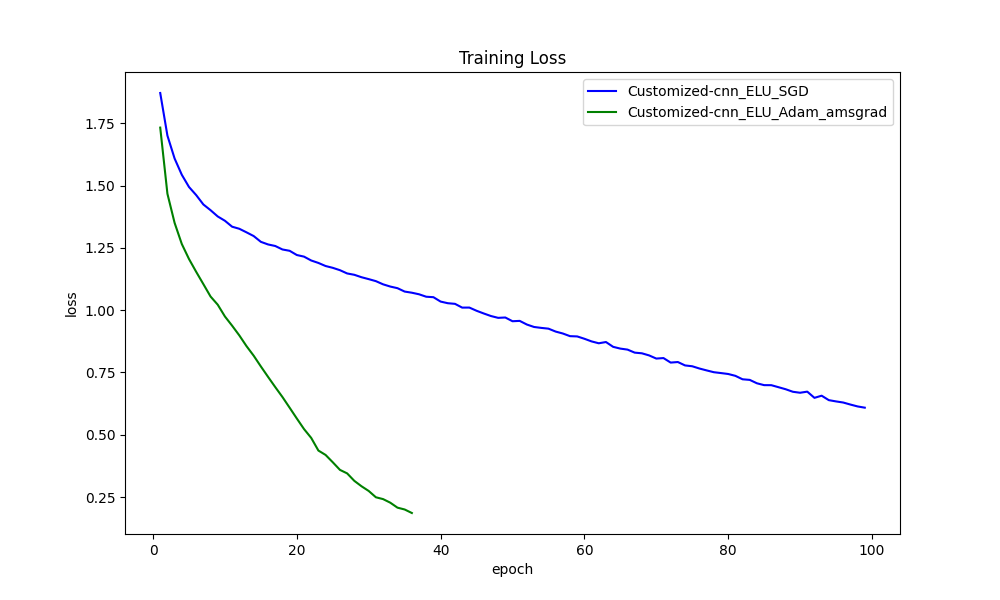 Training Loss
Customized-cnn_ELU_SGD
Customized-cnn_ELU_Adam_amsgrad
loss
1.75
1.50
1.25
1.00
0.75
0.50
0.25
0 20 40 60 80 100
epoch